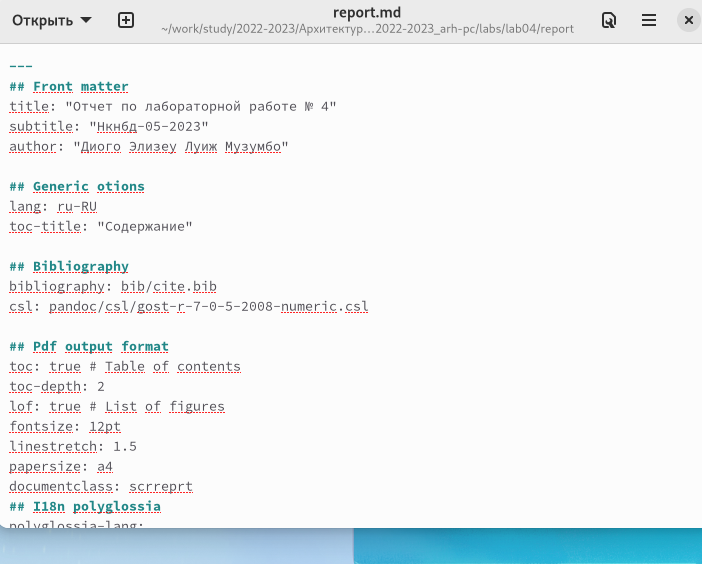 Открыть
report.md
~/work/study/2022-2023/Архитектур…2022-2023_arh-pc/labs/lab04/report
---
## Front matter
title: "Отчет по лабораторной работе № 4"
subtitle: "Нкнбд-05-2023"
author: "Диого Элизеу Луиж Музумбо"
## Generic otions
lang: ru-RU
toc-title: "Содержание"
## Bibliography
bibliography: bib/cite.bib
csl: pandoc/csl/gost-r-7-0-5-2008-numeric.csl
## Pdf output format
toc: true # Table of contents
toc-depth: 2
lof: true # List of figures
fontsize: 12pt
linestretch: 1.5
papersize: a4
documentclass: scrreprt
## I18n polyglossia
polyglossia-lang: